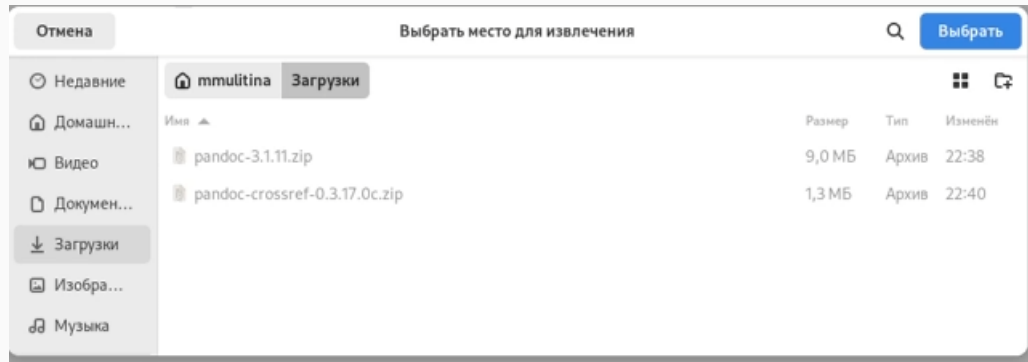 Отмена Выбрать место для извлечения Выбрать
Недавние mmulitina Загрузки
Домашн... Имя Размер Тип Изменён
Видео pandoc-3.1.11.zip 9,0 МБ Архив 22:38
Докумен... pandoc-crossref-0.3.17.0c.zip 1,3 МБ Архив 22:40
Загрузки
Изобра...
Музыка